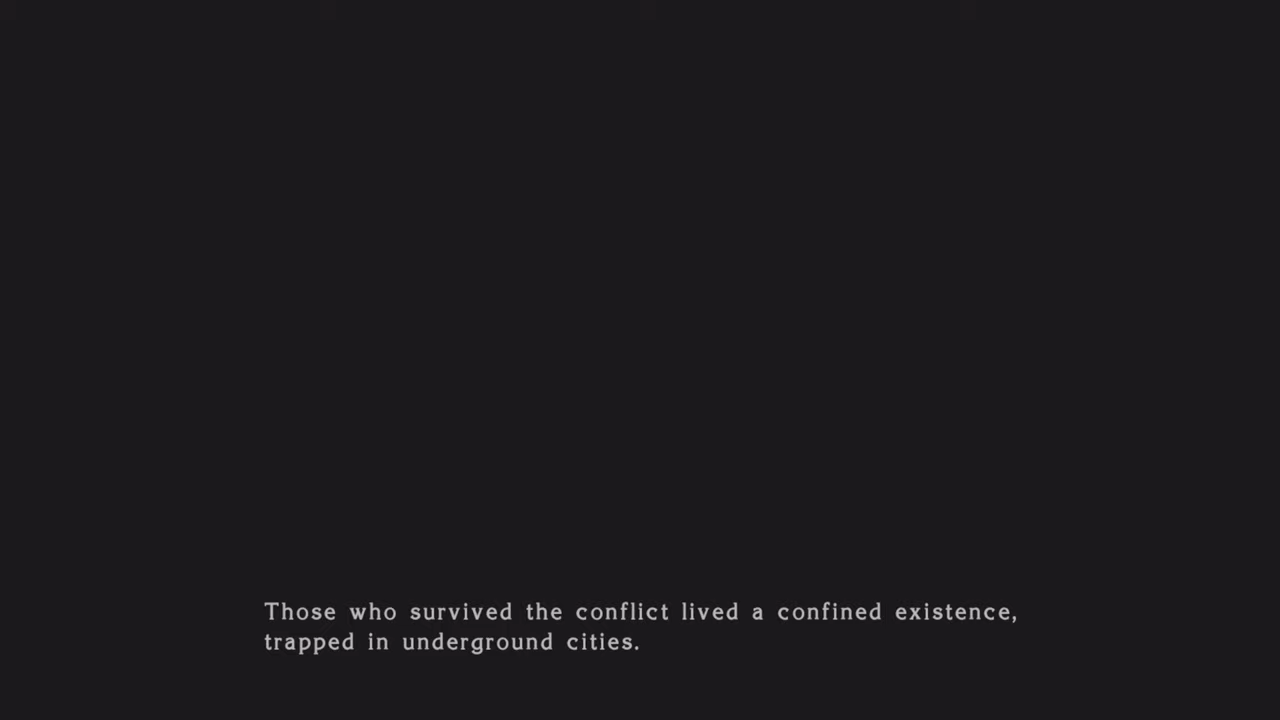 Those who survived the conflict lived a confined existence,
trapped in underground cities.